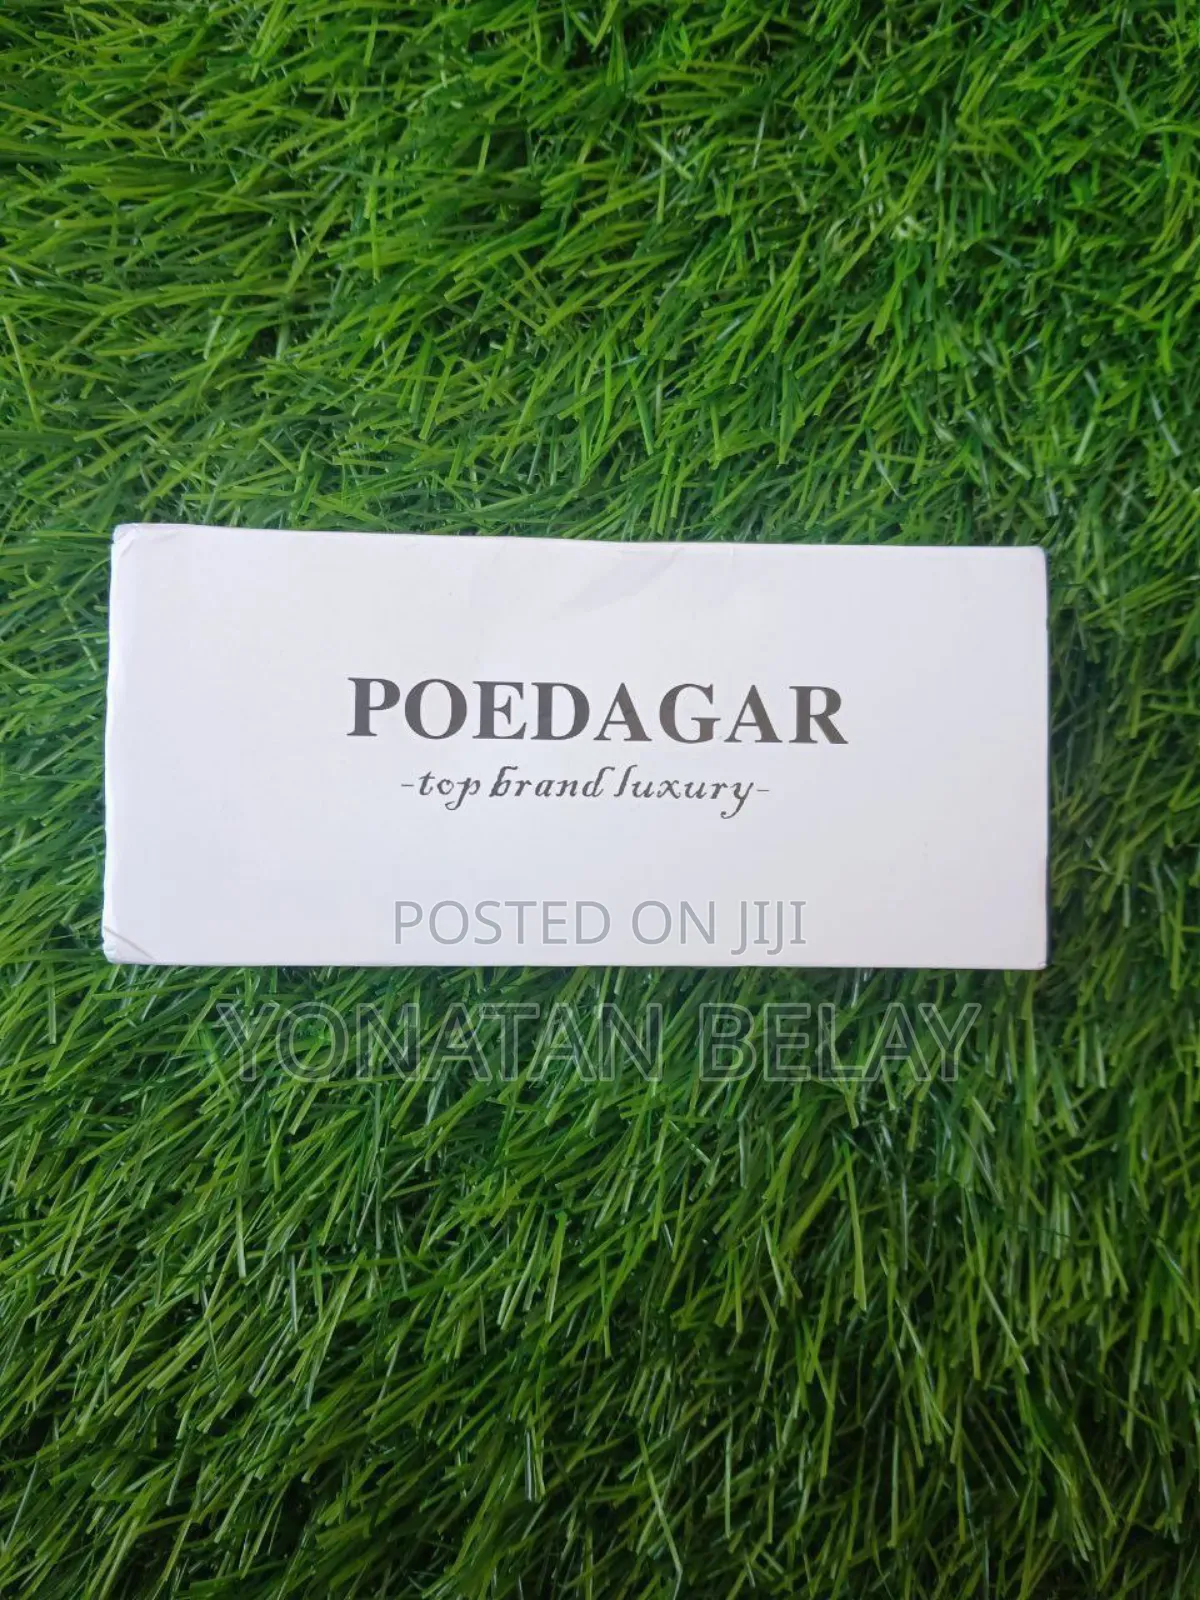 POEDAGAR
-top brand luxury-
POSTED ON JIJI
YONATAN BELAY